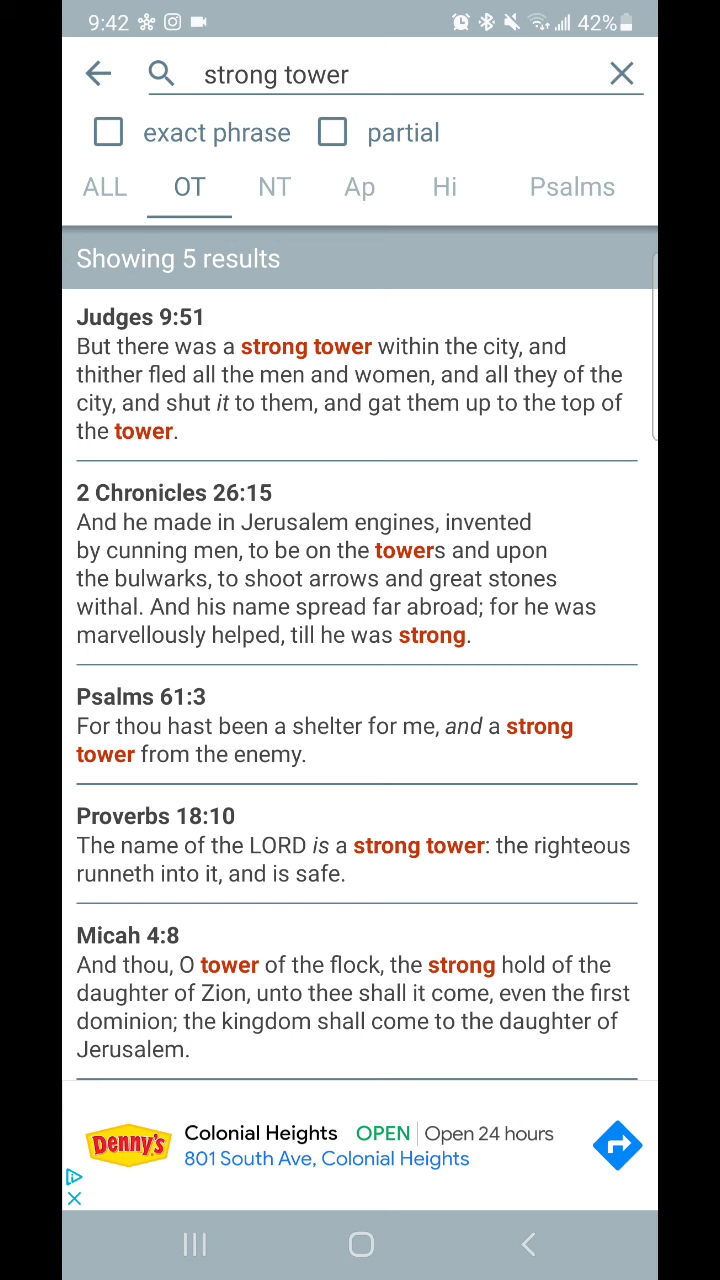 9:42 42%
strong tower
exact phrase partial
ALL OT NT Ap Hi Psalms
Showing 5 results
Judges 9:51
But there was a strong tower within the city, and
thither fled all the men and women, and all they of the
city, and shut it to them, and gat them up to the top of
the tower.
2 Chronicles 26:15
And he made in Jerusalem engines, invented
by cunning men, to be on the towers and upon
the bulwarks, to shoot arrows and great stones
withal. And his name spread far abroad; for he was
marvellously helped, till he was strong.
Psalms 61:3
For thou hast been a shelter for me, and a strong
tower from the enemy.
Proverbs 18:10
The name of the LORD is a strong tower: the righteous
runneth into it, and is safe.
Micah 4:8
And thou, O tower of the flock, the strong hold of the
daughter of Zion, unto thee shall it come, even the first
dominion; the kingdom shall come to the daughter of
Jerusalem.
Denny's
Colonial Heights OPEN Open 24 hours
801 South Ave, Colonial Heights